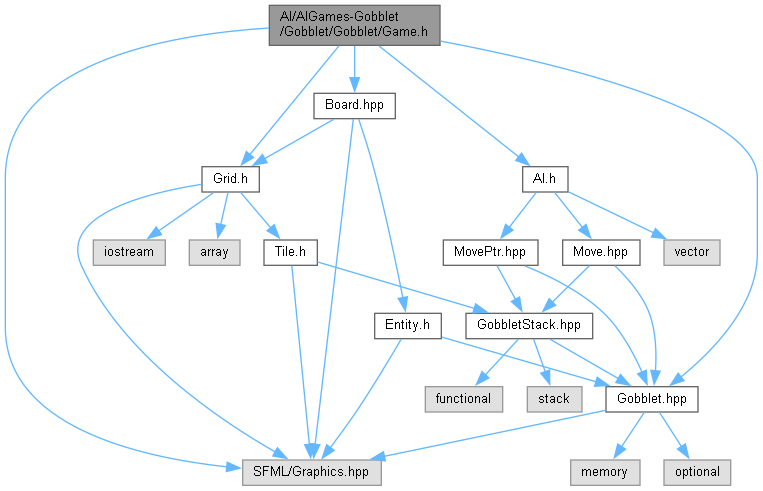 AI/AIGames-Gobblet
/Gobblet/Gobblet/Game.h
Board.hpp
Grid.h
AI.h
iostream
array
Tile.h
MovePtr.hpp
Move.hpp
vector
Entity.h
GobbletStack.hpp
functional
stack
Gobblet.hpp
SFML/Graphics.hpp
memory
optional